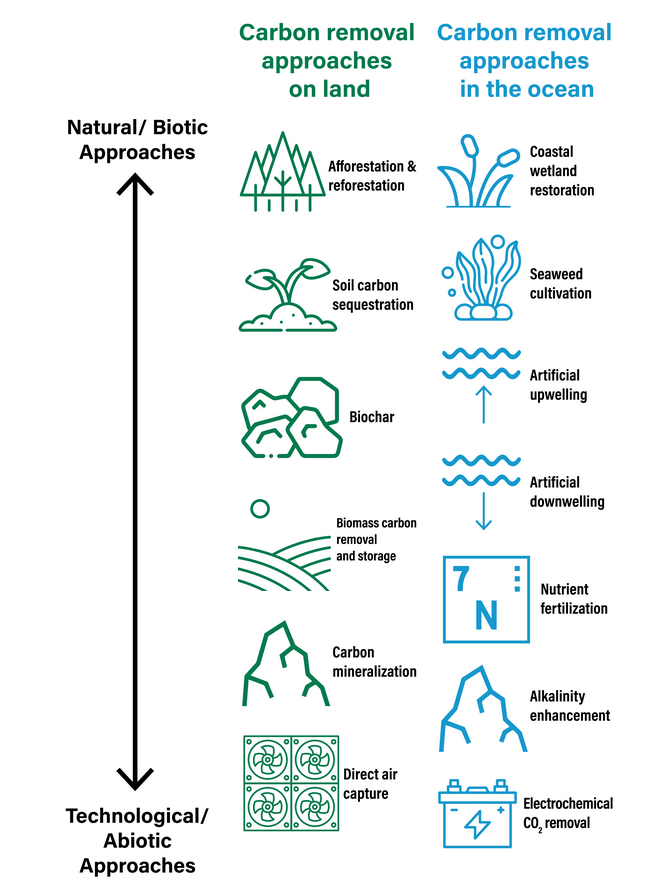 Carbon removal
approaches
on land
Carbon removal
approaches
in the ocean
Natural/ Biotic
Approaches
Afforestation &
reforestation
Soil carbon
sequestration
Biochar
Biomass carbon
removal
and storage
Carbon
mineralization
Direct air
capture
Coastal
wetland
restoration
Seaweed
cultivation
Artificial
upwelling
Artificial
downwelling
7
N
Nutrient
fertilization
Alkalinity
enhancement
- +
Electrochemical
CO₂ removal
Technological/
Abiotic
Approaches